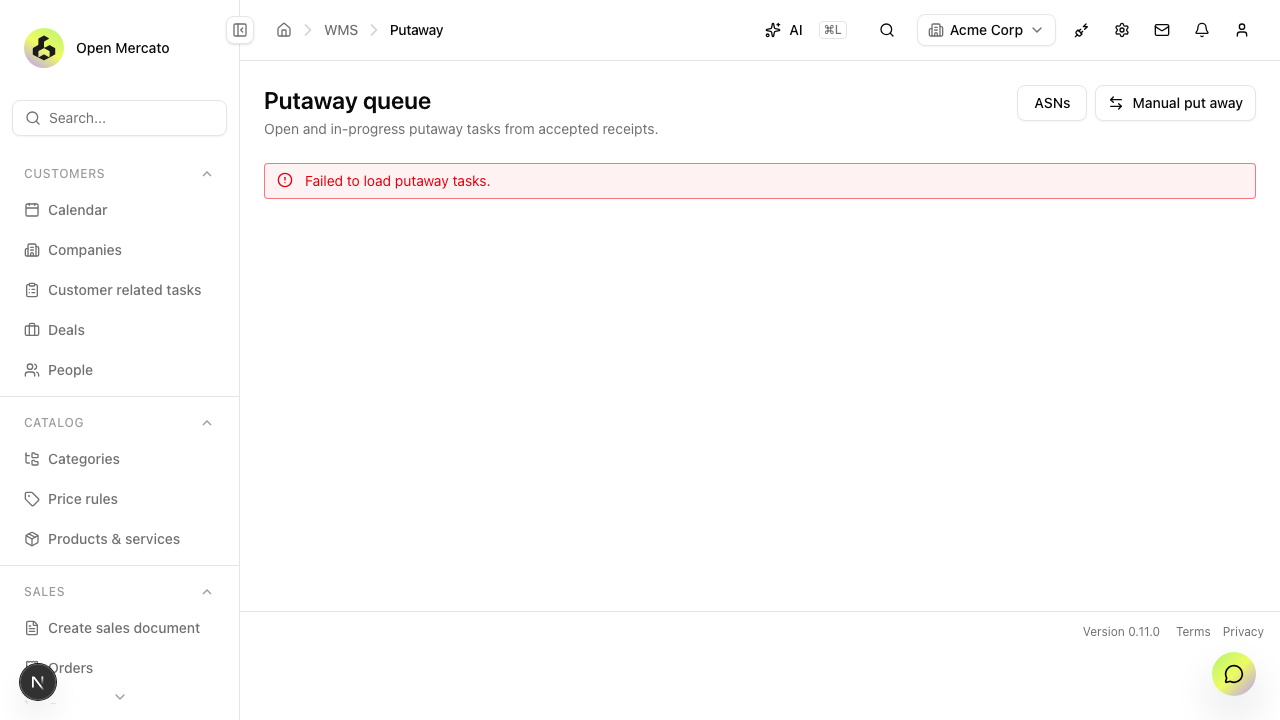 Open Mercato
Search...
CUSTOMERS
Calendar
Companies
Customer related tasks
Deals
People
CATALOG
Categories
Price rules
Products & services
SALES
Create sales document
Orders
N
WMS
Putaway
AI
⌘L
Acme Corp
Putaway queue
Open and in-progress putaway tasks from accepted receipts.
ASNs
Manual put away
Failed to load putaway tasks.
Version 0.11.0
Terms
Privacy